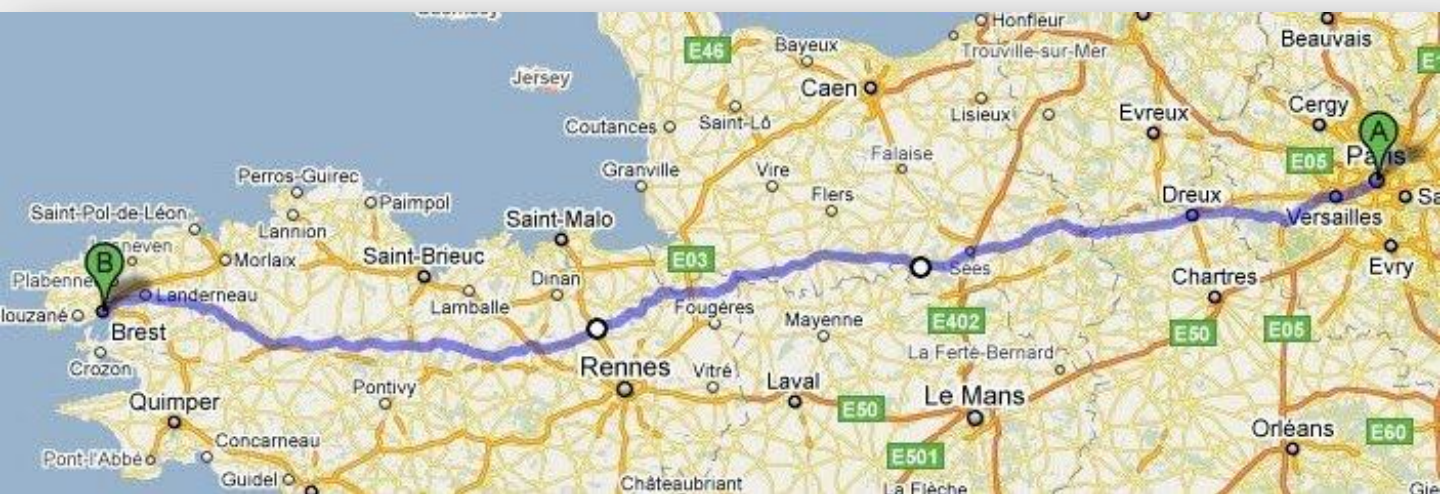 Guernsey
Honfleur
Beauvais
E46
Bayeux
Trouville-sur-Mer
Jersey
Caen
Cergy
A
Coutances
Saint-Lô
Lisieux
Evreux
Paris
E05
Falaise
Granville
Vire
Perros-Guirec
Flers
Dreux
Paimpol
Saint-Pol-de-Léon
Saint-Malo
Versailles
Lannion
B
Morlaix
Saint-Brieuc
E03
Sées
Evry
Plabennec
Dinan
Chartres
Landerneau
Lamballe
Fougères
Mayenne
E402
E50
E05
Brest
La Ferté-Bernard
Crozon
Rennes
Vitré
Laval
Pontivy
Le Mans
Quimper
E50
Orléans
E60
Concarneau
Pont-l'Abbé
E501
Guidel
Châteaubriant
La Flèche